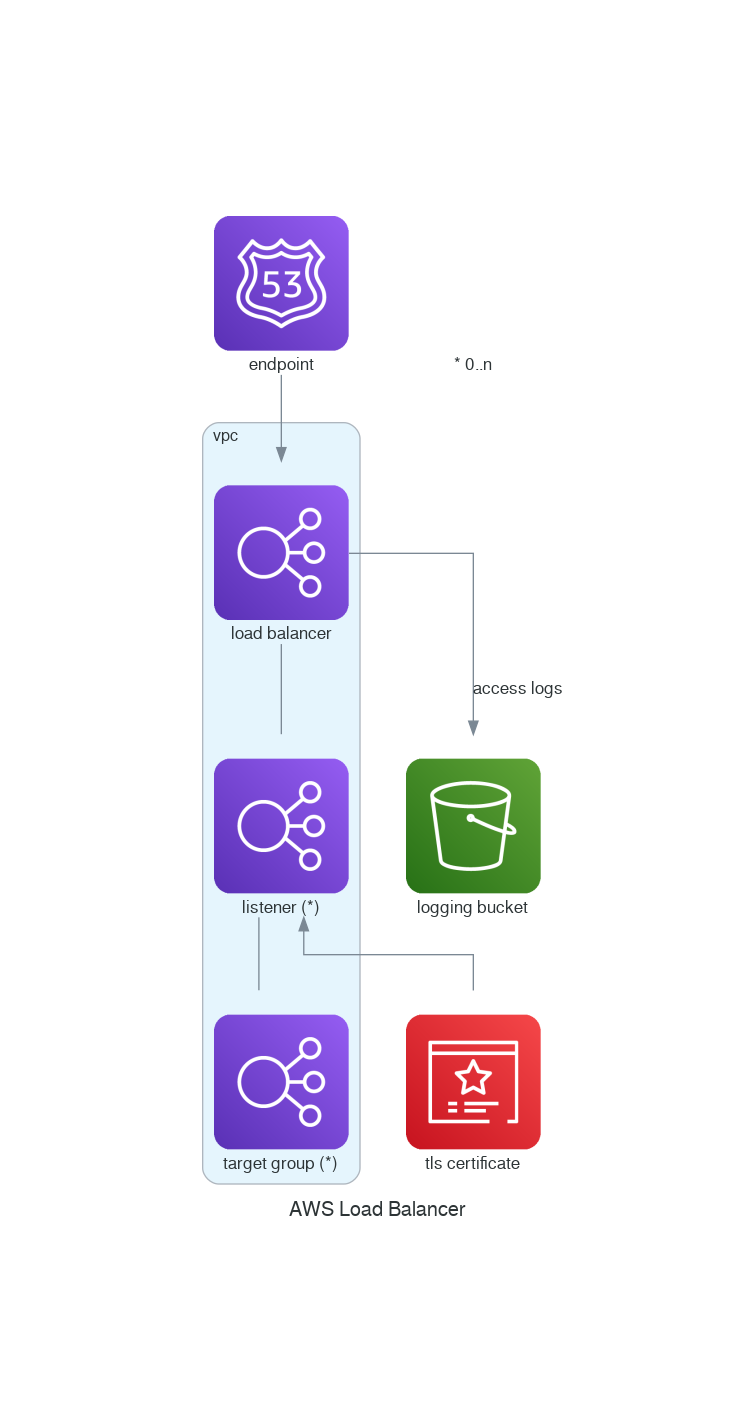 53
endpoint
* 0..n
vpc
load balancer
access logs
listener (*)
logging bucket
target group (*)
tls certificate
AWS Load Balancer